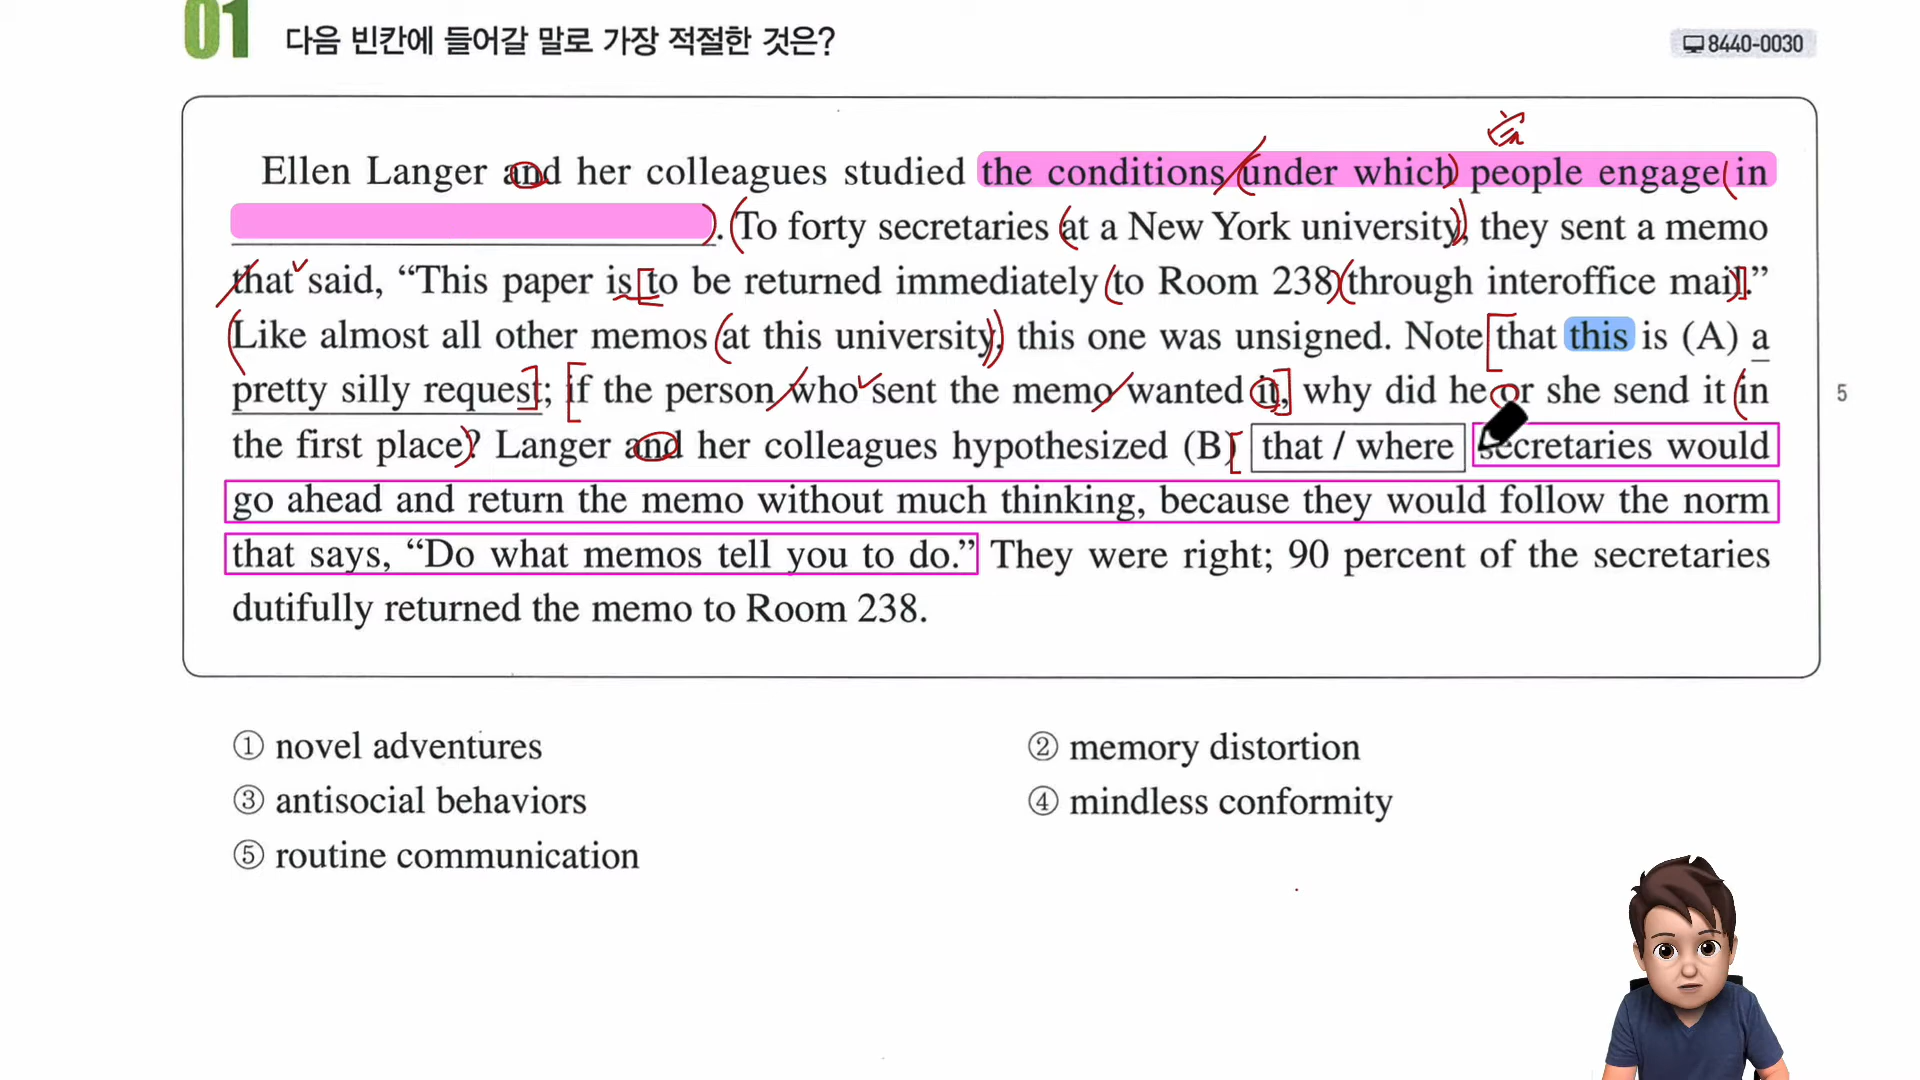 01 다음 빈칸에 들어갈 말로 가장 적절한 것은?
8440-0030
Ellen Langer and her colleagues studied the conditions under which people engage in
. To forty secretaries at a New York university, they sent a memo
that said, “This paper is to be returned immediately to Room 238 through interoffice mail.”
Like almost all other memos at this university, this one was unsigned. Note that this is (A) a
pretty silly request; if the person who sent the memo wanted it, why did he or she send it in
5
the first place? Langer and her colleagues hypothesized (B) that / where secretaries would
go ahead and return the memo without much thinking, because they would follow the norm
that says, “Do what memos tell you to do.” They were right; 90 percent of the secretaries
dutifully returned the memo to Room 238.
① novel adventures
② memory distortion
③ antisocial behaviors
④ mindless conformity
⑤ routine communication